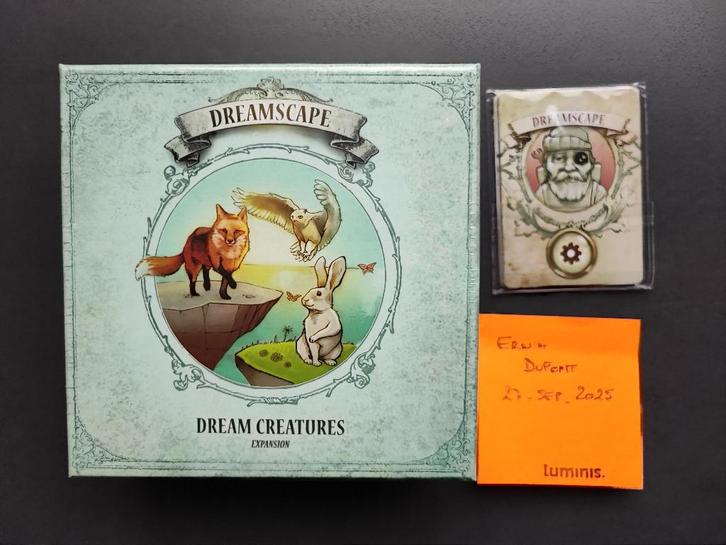 DREAMSCAPE
DREAM CREATURES
EXPANSION
DREAMSCAPE
ERWIN
DUPONT
27-SEP-2025
luminis.